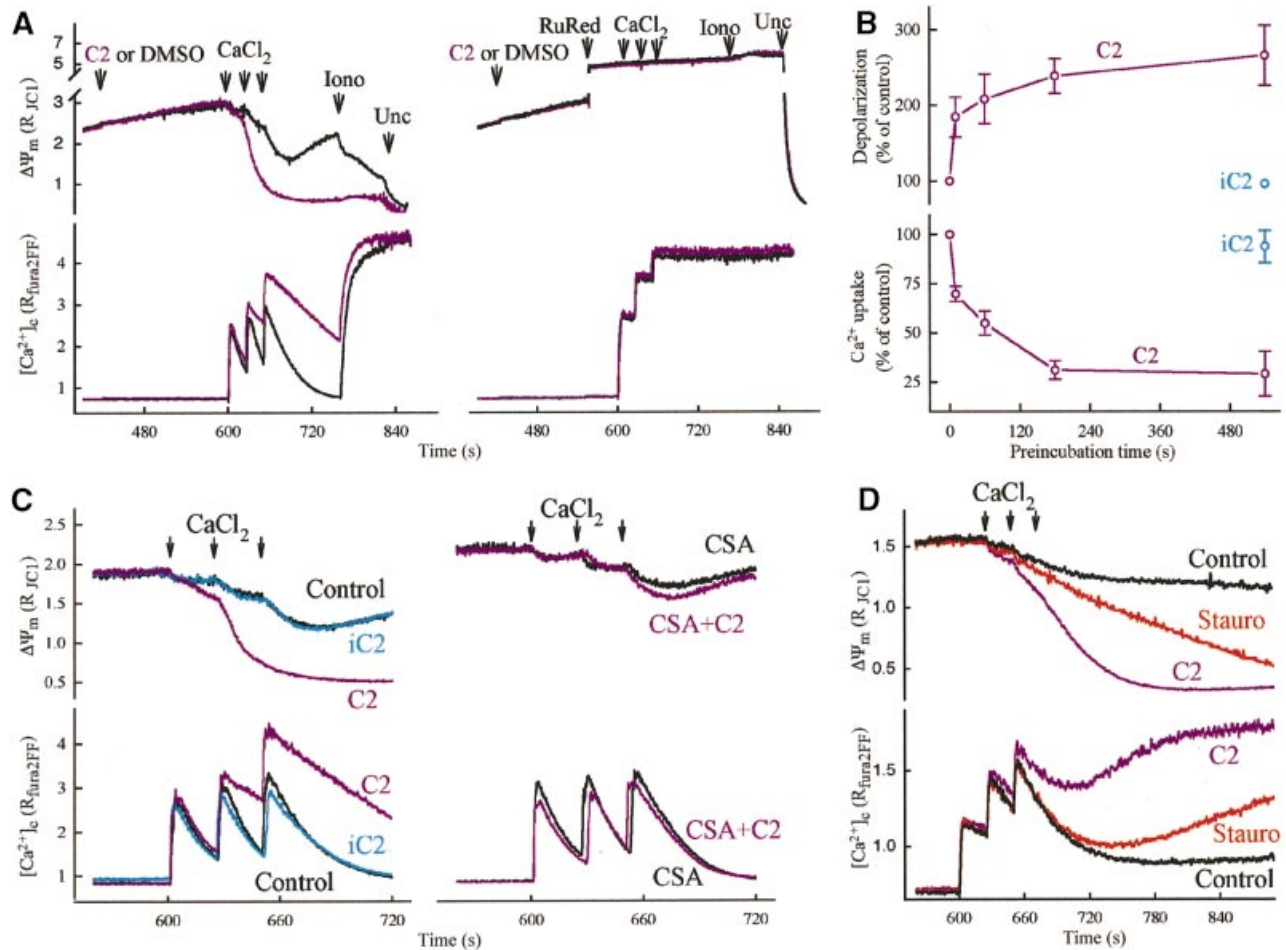 A
7
5
3
2
1
ΔΨm (R JC1)
C2 or DMSO
CaCl2
Iono
Unc
4
3
2
1
[Ca2+]c (Rfura2FF)
480
600
720
840
RuRed
CaCl2
Unc
C2 or DMSO
Iono
480
600
720
840
Time (s)
B
300
200
100
Depolarization
(% of control)
C2
iC2
100
75
50
25
Ca2+ uptake
(% of control)
iC2
C2
0
120
240
360
480
Preincubation time (s)
C
2.5
1.9
1.5
1.0
0.5
ΔΨm (R JC1)
CaCl2
Control
iC2
C2
4
3
2
1
[Ca2+]c (Rfura2FF)
C2
iC2
Control
600
660
720
CaCl2
CSA
CSA+C2
CSA+C2
CSA
600
660
720
Time (s)
D
1.5
1.0
0.5
ΔΨm (R JC1)
CaCl2
Control
Stauro
C2
1.5
1.0
[Ca2+]c (Rfura2FF)
C2
Stauro
Control
600
660
720
780
840
Time (s)